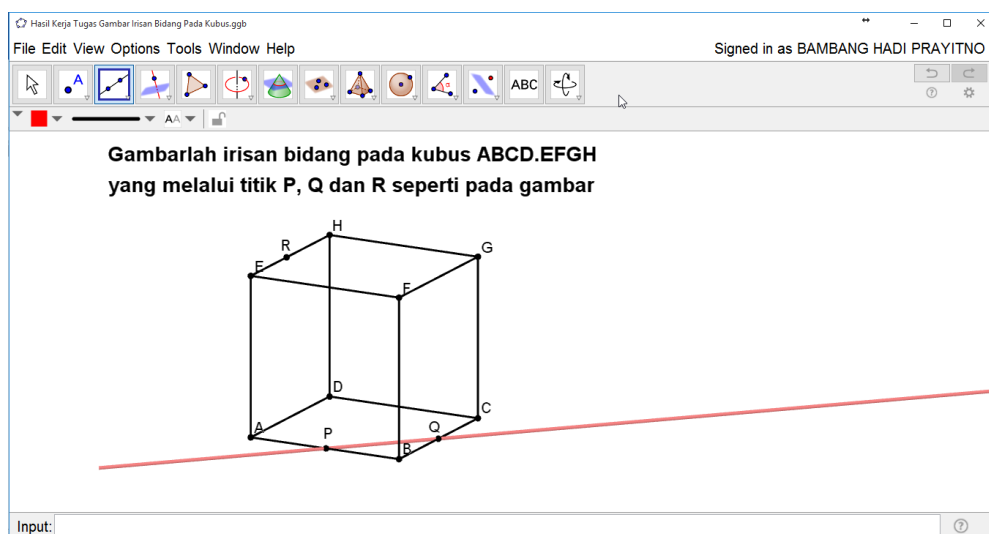 Hasil Kerja Tugas Gambar Irisan Bidang Pada Kubus.ggb
File Edit View Options Tools Window Help
Signed in as BAMBANG HADI PRAYITNO
A
ABC
AA
Gambarlah irisan bidang pada kubus ABCD.EFGH
yang melalui titik P, Q dan R seperti pada gambar
H
R
G
E
F
D
C
A
P
Q
B
Input: